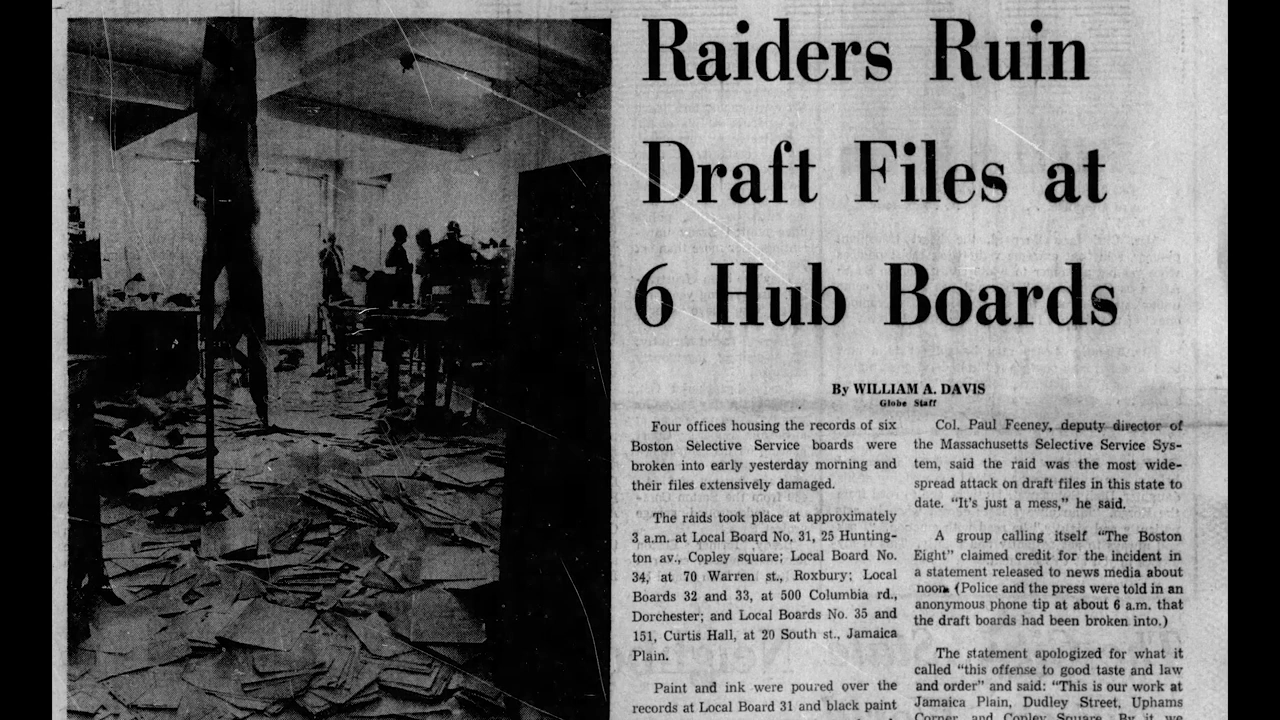 Raiders Ruin
Draft Files at
6 Hub Boards
By WILLIAM A. DAVIS
Globe Staff
Four offices housing the records of six
Boston Selective Service boards were
broken into early yesterday morning and
their files extensively damaged.
The raids took place at approximately
3 a.m. at Local Board No. 31, 25 Hunting-
ton av., Copley square; Local Board No.
34, at 70 Warren st., Roxbury; Local
Boards 32 and 33, at 500 Columbia rd.,
Dorchester; and Local Boards No. 35 and
151, Curtis Hall, at 20 South st., Jamaica
Plain.
Paint and ink were poured over the
records at Local Board 31 and black paint
Col. Paul Feeney, deputy director of
the Massachusetts Selective Service Sys-
tem, said the raid was the most wide-
spread attack on draft files in this state to
date. “It’s just a mess,” he said.
A group calling itself “The Boston
Eight” claimed credit for the incident in
a statement released to news media about
noon. (Police and the press were told in an
anonymous phone tip at about 6 a.m. that
the draft boards had been broken into.)
The statement apologized for what it
called “this offense to good taste and law
and order” and said: “This is our work at
Jamaica Plain, Dudley Street, Uphams
Corner, and Copley Square. By it we